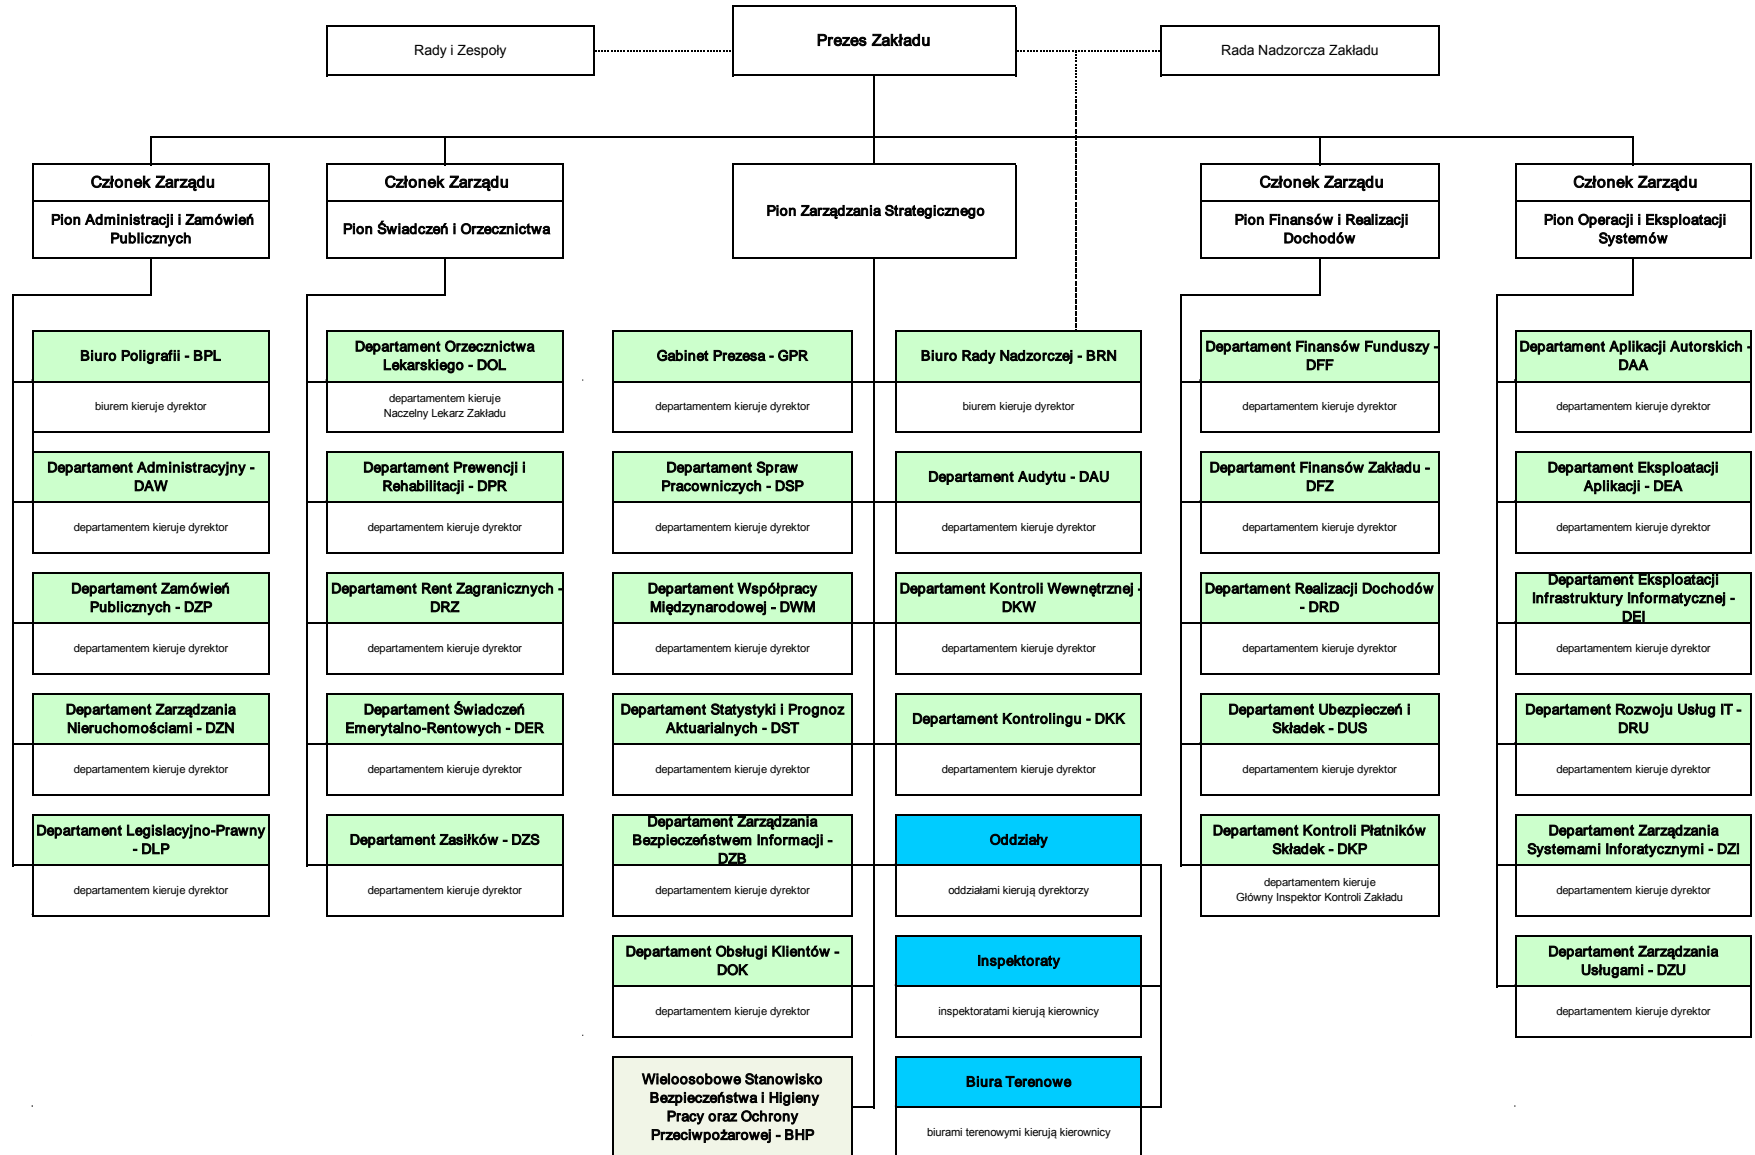 Rady i Zespoły
Prezes Zakładu
Rada Nadzorcza Zakładu
Członek Zarządu
Pion Administracji i Zamówień
Publicznych
Członek Zarządu
Pion Świadczeń i Orzecznictwa
Pion Zarządzania Strategicznego
Członek Zarządu
Pion Finansów i Realizacji
Dochodów
Członek Zarządu
Pion Operacji i Eksploatacji
Systemów
Biuro Poligrafii - BPL
biurem kieruje dyrektor
Departament Administracyjny -
DAW
departamentem kieruje dyrektor
Departament Zamówień
Publicznych - DZP
departamentem kieruje dyrektor
Departament Zarządzania
Nieruchomościami - DZN
departamentem kieruje dyrektor
Departament Legislacyjno-Prawny
- DLP
departamentem kieruje dyrektor
Departament Orzecznictwa
Lekarskiego - DOL
departamentem kieruje
Naczelny Lekarz Zakładu
Departament Prewencji i
Rehabilitacji - DPR
departamentem kieruje dyrektor
Departament Rent Zagranicznych -
DRZ
departamentem kieruje dyrektor
Departament Świadczeń
Emerytalno-Rentowych - DER
departamentem kieruje dyrektor
Departament Zasiłków - DZS
departamentem kieruje dyrektor
Gabinet Prezesa - GPR
departamentem kieruje dyrektor
Departament Spraw
Pracowniczych - DSP
departamentem kieruje dyrektor
Departament Współpracy
Międzynarodowej - DWM
departamentem kieruje dyrektor
Departament Statystyki i Prognoz
Aktuarialnych - DST
departamentem kieruje dyrektor
Departament Zarządzania
Bezpieczeństwem Informacji -
DZB
departamentem kieruje dyrektor
Departament Obsługi Klientów -
DOK
departamentem kieruje dyrektor
Wieloosobowe Stanowisko
Bezpieczeństwa i Higieny
Pracy oraz Ochrony
Przeciwpożarowej - BHP
Biuro Rady Nadzorczej - BRN
biurem kieruje dyrektor
Departament Audytu - DAU
departamentem kieruje dyrektor
Departament Kontroli Wewnętrznej -
DKW
departamentem kieruje dyrektor
Departament Kontrolingu - DKK
departamentem kieruje dyrektor
Oddziały
oddziałami kierują dyrektorzy
Inspektoraty
inspektoratami kierują kierownicy
Biura Terenowe
biurami terenowymi kierują kierownicy
Departament Finansów Funduszy -
DFF
departamentem kieruje dyrektor
Departament Finansów Zakładu -
DFZ
departamentem kieruje dyrektor
Departament Realizacji Dochodów
- DRD
departamentem kieruje dyrektor
Departament Ubezpieczeń i
Składek - DUS
departamentem kieruje dyrektor
Departament Kontroli Płatników
Składek - DKP
departamentem kieruje
Główny Inspektor Kontroli Zakładu
Departament Aplikacji Autorskich -
DAA
departamentem kieruje dyrektor
Departament Eksploatacji
Aplikacji - DEA
departamentem kieruje dyrektor
Departament Eksploatacji
Infrastruktury Informatycznej -
DEI
departamentem kieruje dyrektor
Departament Rozwoju Usług IT -
DRU
departamentem kieruje dyrektor
Departament Zarządzania
Systemami Inforatycznymi - DZI
departamentem kieruje dyrektor
Departament Zarządzania
Usługami - DZU
departamentem kieruje dyrektor